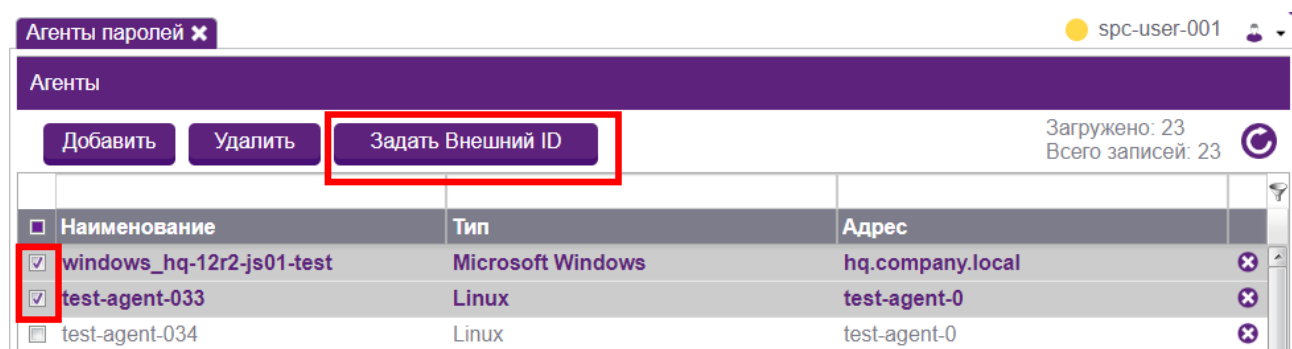 Агенты паролей
spc-user-001
Агенты
Добавить Удалить Задать Внешний ID
Загружено: 23
Всего записей: 23
Наименование Тип Адрес
windows_hq-12r2-js01-test Microsoft Windows hq.company.local
test-agent-033 Linux test-agent-0
test-agent-034 Linux test-agent-0